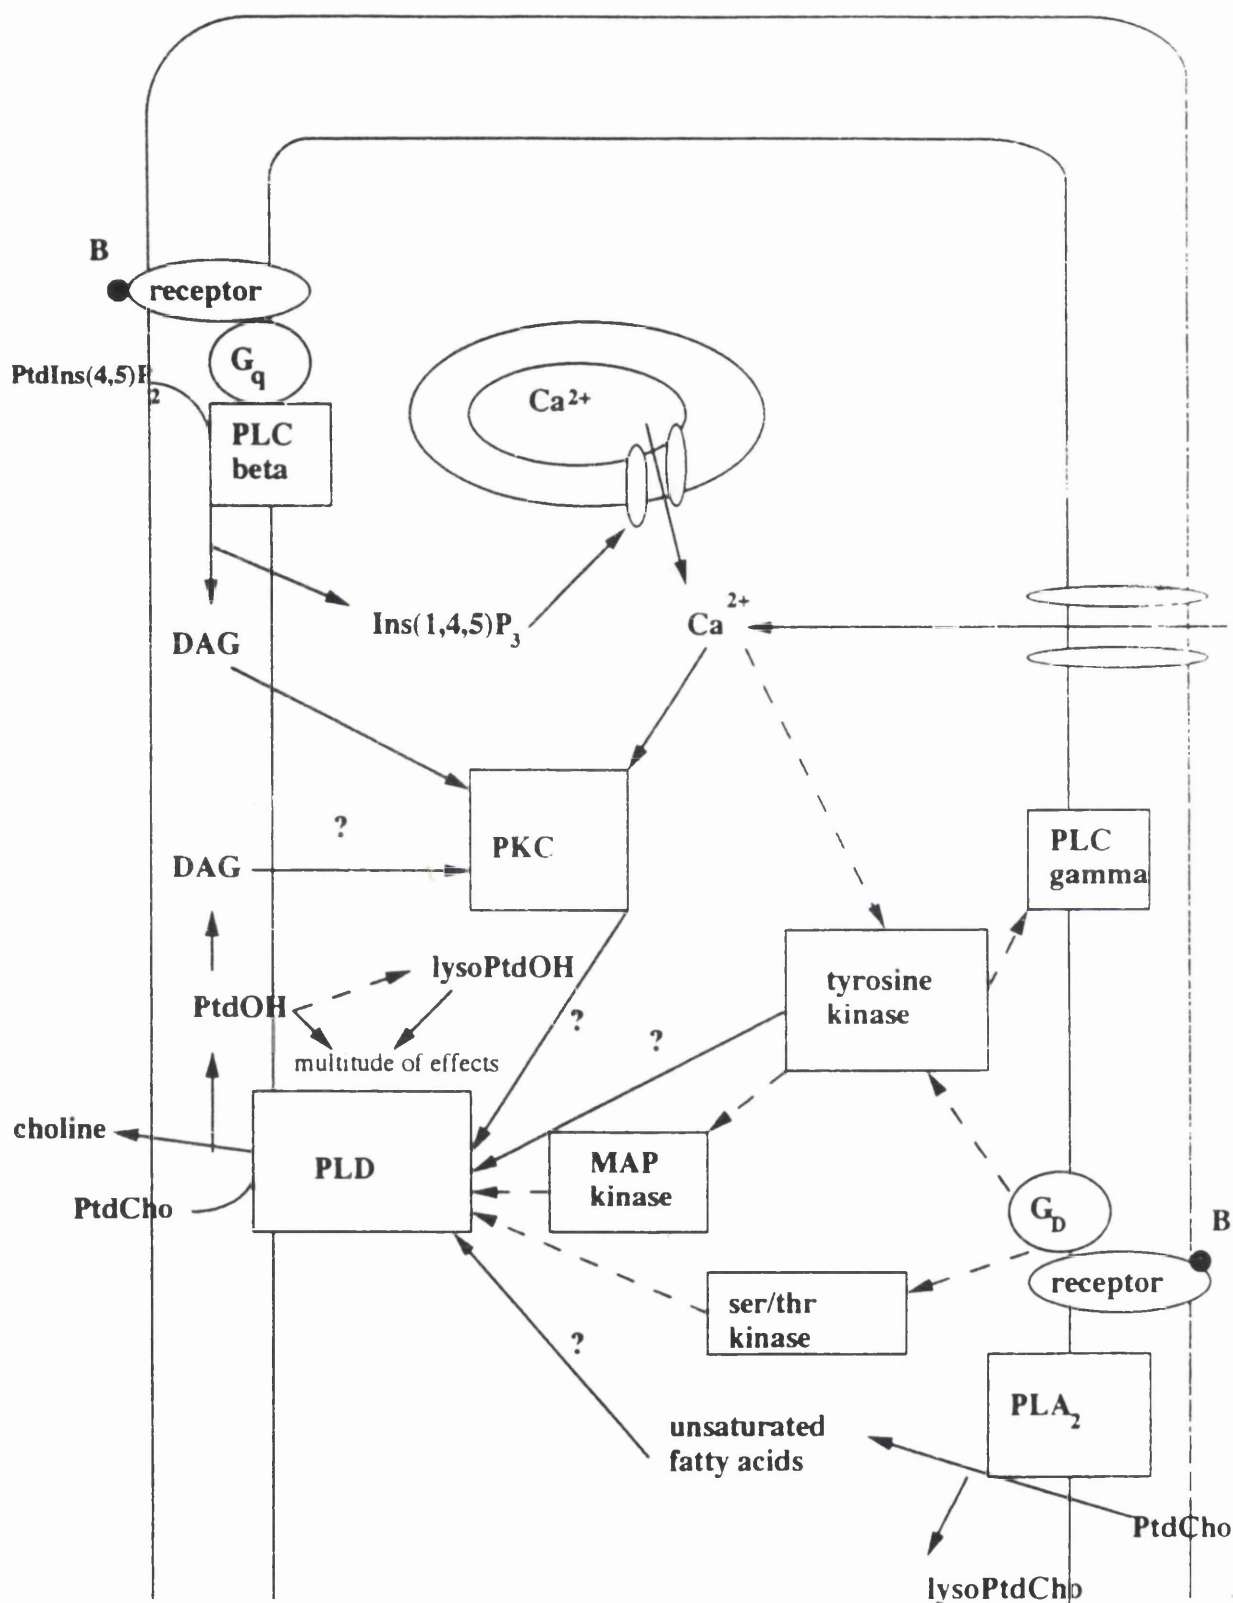 B
receptor
G
q
PtdIns(4,5)P
2
PLC
beta
Ca2+
DAG
Ins(1,4,5)P3
Ca 2+
PKC
?
DAG
PLC
gamma
lysoPtdOH
PtdOH
tyrosine
kinase
?
?
multitude of effects
choline
PLD
MAP
kinase
PtdCho
GD
B
receptor
ser/thr
kinase
?
PLA2
unsaturated
fatty acids
PtdCho
lysoPtdCho